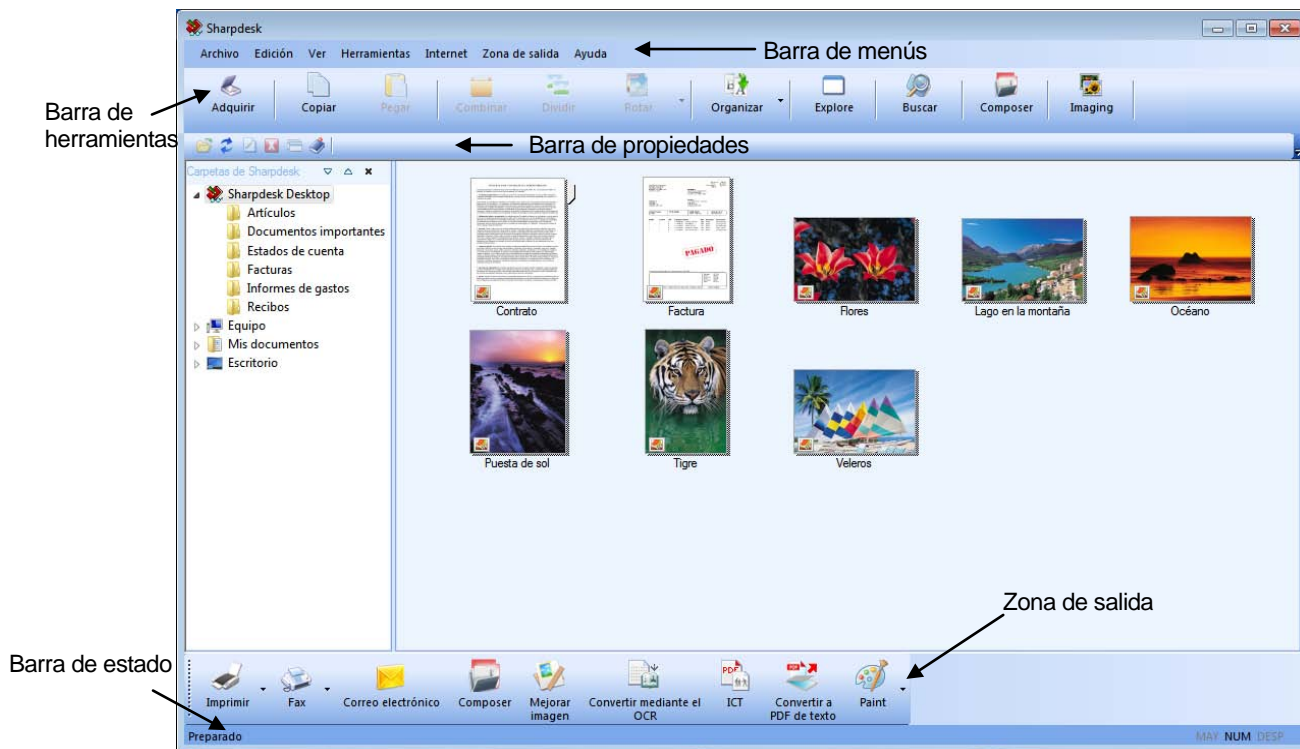 Sharpdesk
Archivo Edición Ver Herramientas Internet Zona de salida Ayuda
Barra de menús
Barra de
herramientas
Adquirir Copiar Pegar Combinar Dividir Rotar Organizar Explore Buscar Composer Imaging
Barra de propiedades
Carpetas de Sharpdesk
Sharpdesk Desktop
Artículos
Documentos importantes
Estados de cuenta
Facturas
Informes de gastos
Recibos
Equipo
Mis documentos
Escritorio
PAGADO
Contrato Factura Flores Lago en la montaña Océano
Puesta de sol Tigre Veleros
Zona de salida
Barra de estado
PDF
Imprimir Fax Correo electrónico Composer Mejorar imagen Convertir mediante el OCR ICT Convertir a PDF de texto Paint
Preparado MAY NUM DESP